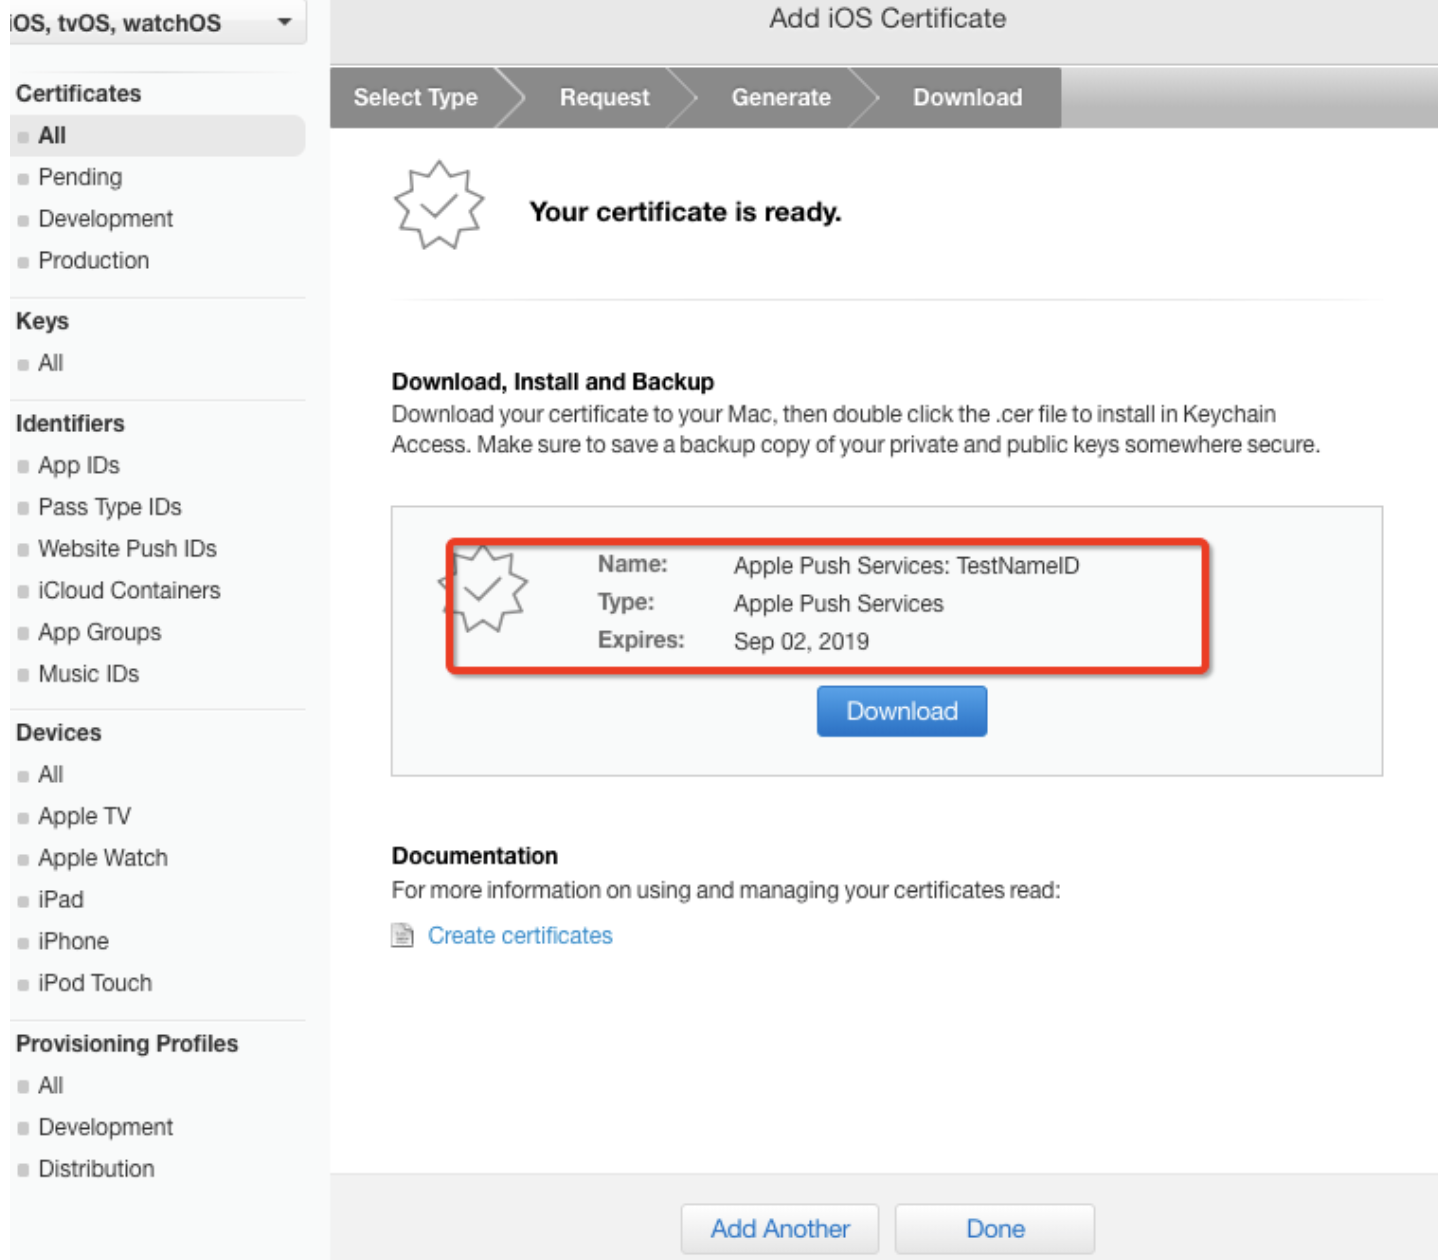 iOS, tvOS, watchOS
Certificates
All
Pending
Development
Production
Keys
All
Identifiers
App IDs
Pass Type IDs
Website Push IDs
iCloud Containers
App Groups
Music IDs
Devices
All
Apple TV
Apple Watch
iPad
iPhone
iPod Touch
Provisioning Profiles
All
Development
Distribution
Add iOS Certificate
Select Type
Request
Generate
Download
Your certificate is ready.
Download, Install and Backup
Download your certificate to your Mac, then double click the .cer file to install in Keychain
Access. Make sure to save a backup copy of your private and public keys somewhere secure.
Name: Apple Push Services: TestNameID
Type: Apple Push Services
Expires: Sep 02, 2019
Download
Documentation
For more information on using and managing your certificates read:
Create certificates
Add Another
Done